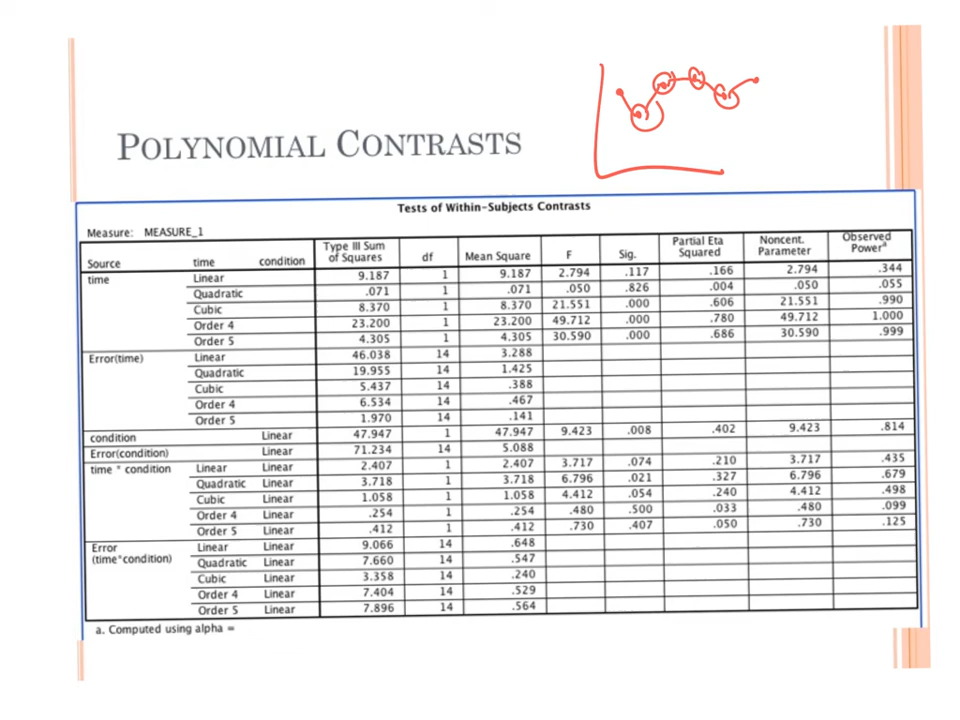 POLYNOMIAL CONTRASTS
Tests of Within-Subjects Contrasts
Measure: MEASURE_1
Source time condition Type III Sum of Squares df Mean Square F Sig. Partial Eta Squared Noncent. Parameter Observed Powerᵃ
time Linear 9.187 1 9.187 2.794 .117 .166 2.794 .344
Quadratic .071 1 .071 .050 .826 .004 .050 .055
Cubic 8.370 1 8.370 21.551 .000 .606 21.551 .990
Order 4 23.200 1 23.200 49.712 .000 .780 49.712 1.000
Order 5 4.305 1 4.305 30.590 .000 .686 30.590 .999
Error(time) Linear 46.038 14 3.288
Quadratic 19.955 14 1.425
Cubic 5.437 14 .388
Order 4 6.534 14 .467
Order 5 1.970 14 .141
condition Linear 47.947 1 47.947 9.423 .008 .402 9.423 .814
Error(condition) Linear 71.234 14 5.088
time * condition Linear Linear 2.407 1 2.407 3.717 .074 .210 3.717 .435
Quadratic Linear 3.718 1 3.718 6.796 .021 .327 6.796 .679
Cubic Linear 1.058 1 1.058 4.412 .054 .240 4.412 .498
Order 4 Linear .254 1 .254 .480 .500 .033 .480 .099
Order 5 Linear .412 1 .412 .730 .407 .050 .730 .125
Error (time*condition) Linear Linear 9.066 14 .648
Quadratic Linear 7.660 14 .547
Cubic Linear 3.358 14 .240
Order 4 Linear 7.404 14 .529
Order 5 Linear 7.896 14 .564
a. Computed using alpha =